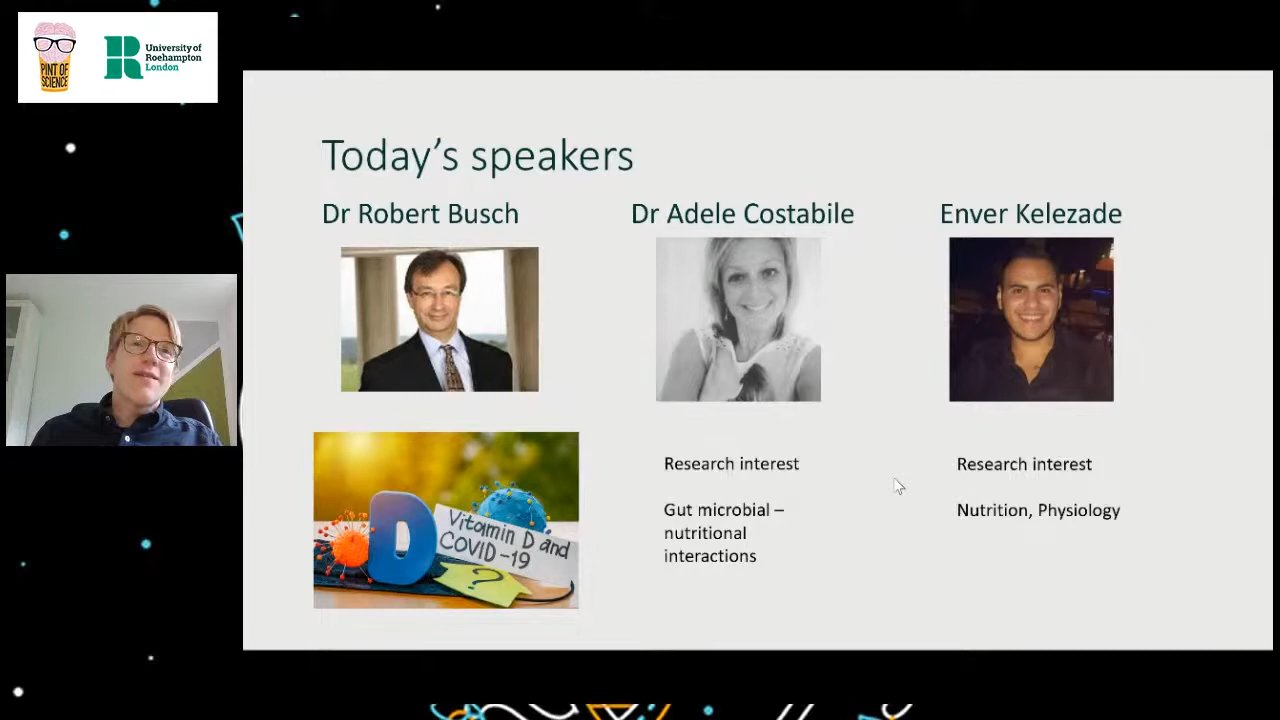 PINT OF
SCIENCE
University of
Roehampton
London
Today's speakers
Dr Robert Busch
Dr Adele Costabile
Enver Kelezade
Vitamin D and
COVID-19
?
D
Research interest
Gut microbial –
nutritional
interactions
Research interest
Nutrition, Physiology